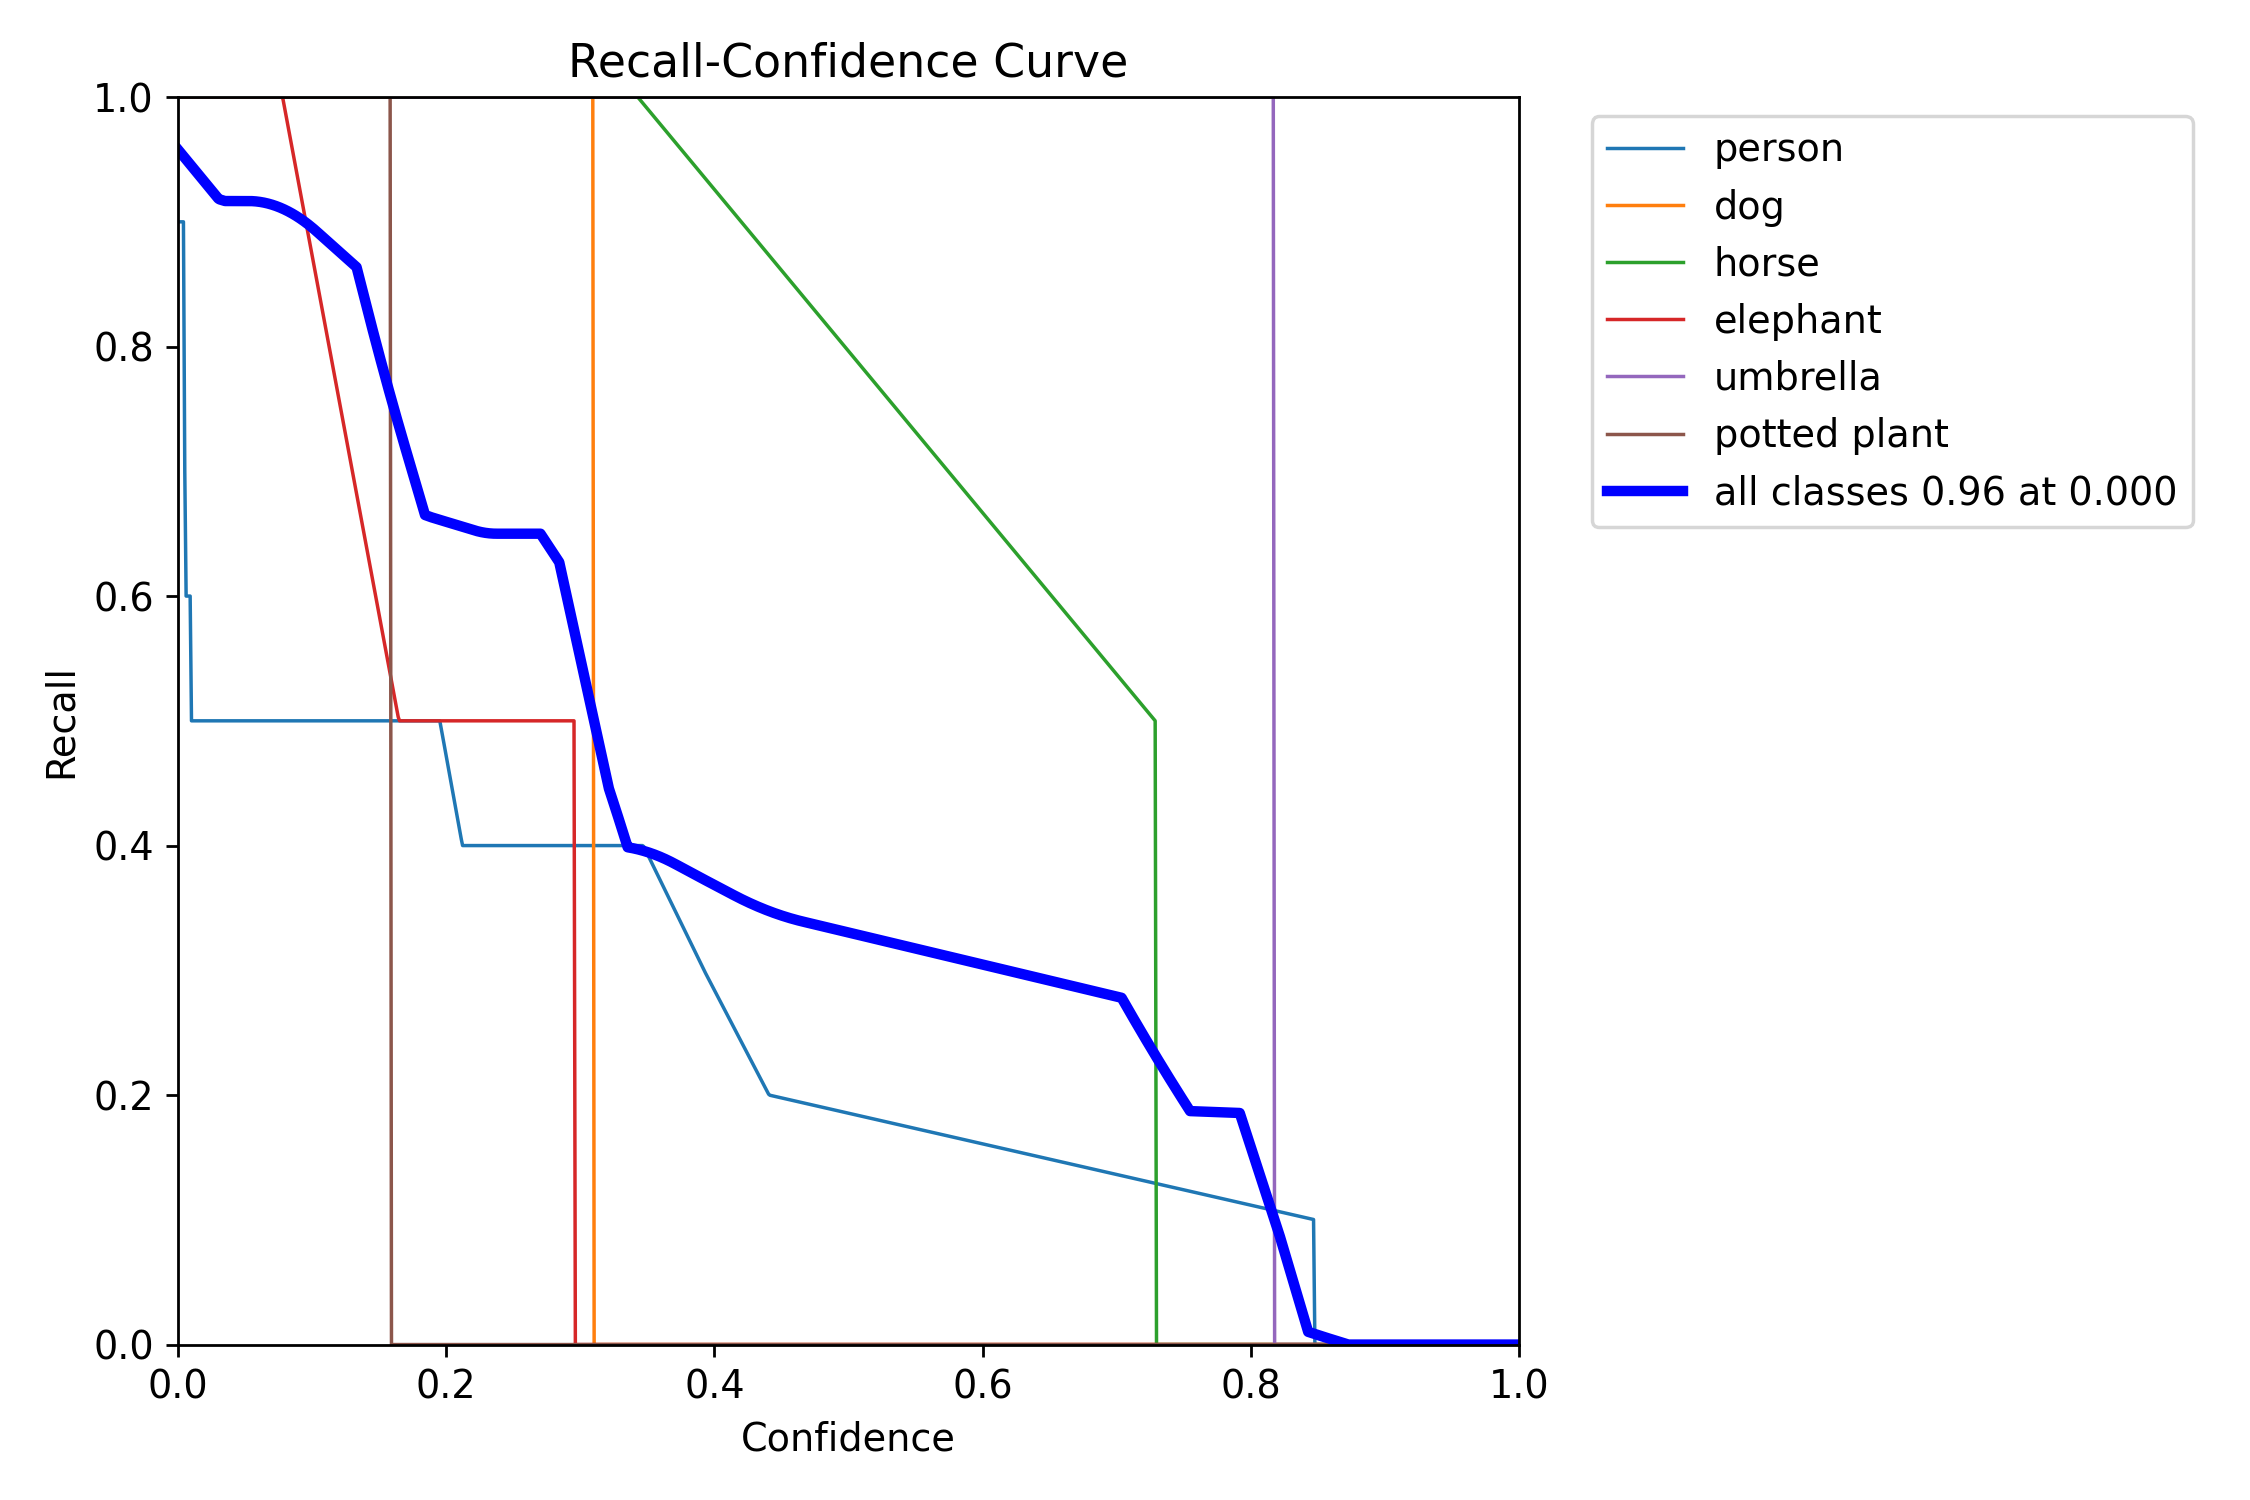 Recall-Confidence Curve
1.0
0.8
0.6
0.4
0.2
0.0
Recall
0.0 0.2 0.4 0.6 0.8 1.0
Confidence
person
dog
horse
elephant
umbrella
potted plant
all classes 0.96 at 0.000